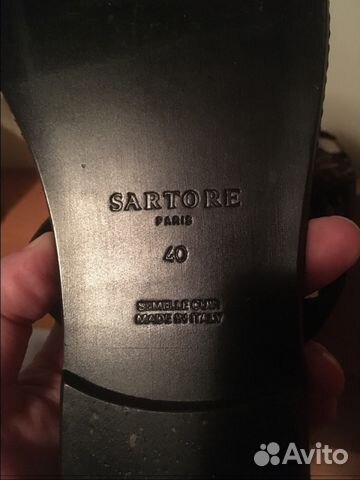 SARTORE
PARIS
40
SEMELLE CUIR
MADE IN ITALY
Avito